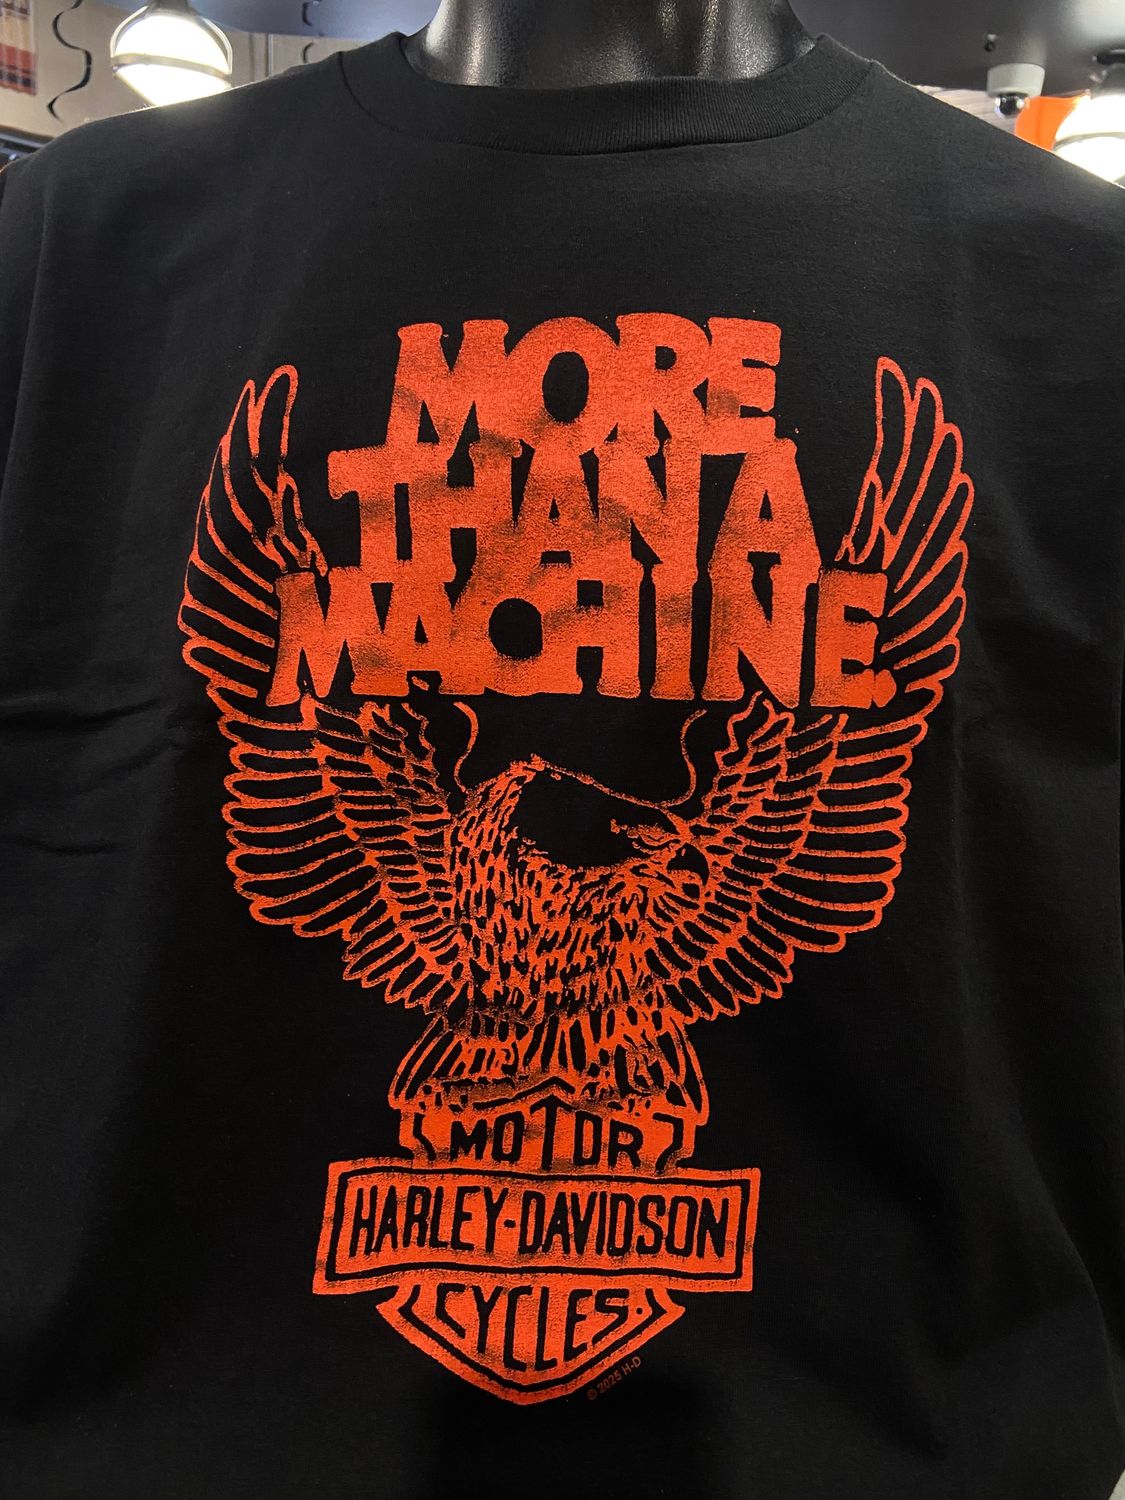 MORE
THAN A
MACHINE.
MOTOR
HARLEY-DAVIDSON
CYCLES.
© 2025 H-D